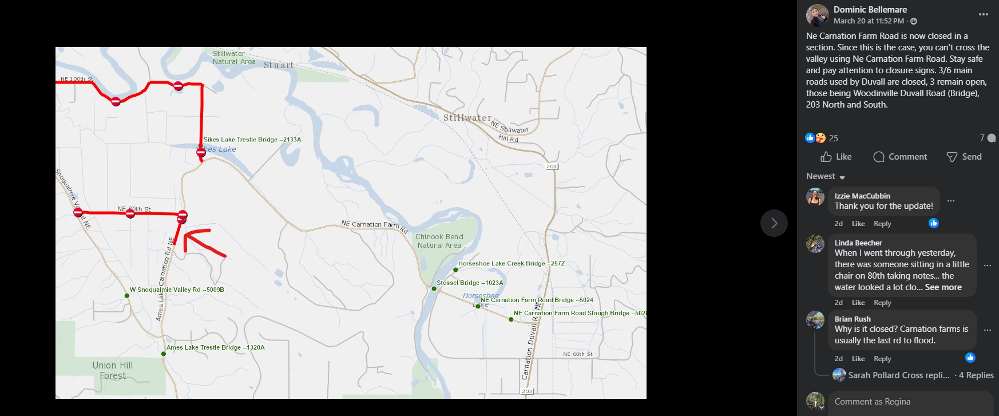 Stillwater
Natural Area
Stuart
NE 100th St
Stillwater
NE Stillwater
Hill Rd
Sikes Lake Trestle Bridge --2133A
kes Lake
203
Snoqualmie Va
d NE
NE 80th St
NE Carnation Farm Rd
Chinook Bend
Natural Area
Ames Lake Carnation Rd NE
Horseshoe Lake Creek Bridge --257Z
Stossel Bridge --1023A
W Snoqualmie Valley Rd --5009B
Horseshoe
Lake
NE Carnation Farm Road Bridge --5024
NE Carnation Farm Road Slough Bridge --502
Carnation Duvall Rd NE
Ames Lake Trestle Bridge --1320A
NE 60th St
Union Hill
Forest
203
Dominic Bellemare
March 20 at 11:52 PM ·
Ne Carnation Farm Road is now closed in a
section. Since this is the case, you can't cross the
valley using Ne Carnation Farm Road. Stay safe
and pay attention to closure signs. 3/6 main
roads used by Duvall are closed, 3 remain open,
those being Woodinville Duvall Road (Bridge),
203 North and South.
25
7
Like Comment Send
Newest
Izzie MacCubbin
Thank you for the update!
2d Like Reply
Linda Beecher
When I went through yesterday,
there was someone sitting in a little
chair on 80th taking notes... the
water looked a lot clo... See more
2d Like Reply
Brian Rush
Why is it closed? Carnation farms is
usually the last rd to flood.
2d Like Reply
Sarah Pollard Cross repli... · 4 Replies
Comment as Regina